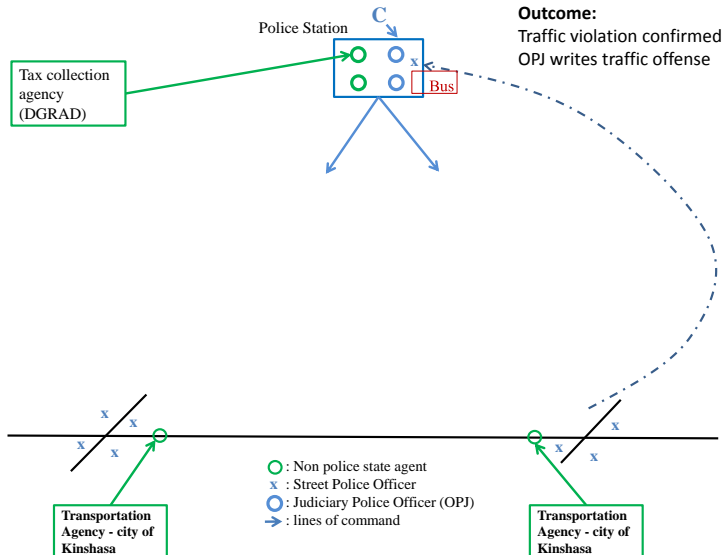 Outcome:
Traffic violation confirmed
OPJ writes traffic offense
C
Police Station
x
Bus
Tax collection
agency
(DGRAD)
x
x
x
x
x
x
x
: Non police state agent
x : Street Police Officer
: Judiciary Police Officer (OPJ)
: lines of command
Transportation
Agency - city of
Kinshasa
Transportation
Agency - city of
Kinshasa